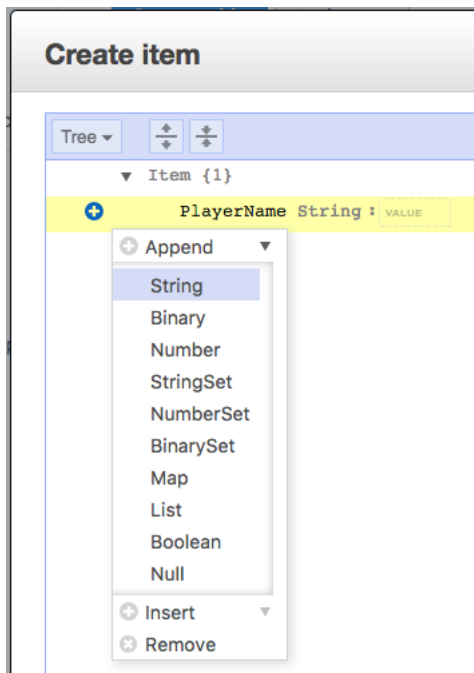 Create item
Tree
Item {1}
PlayerName String : VALUE
Append
String
Binary
Number
StringSet
NumberSet
BinarySet
Map
List
Boolean
Null
Insert
Remove